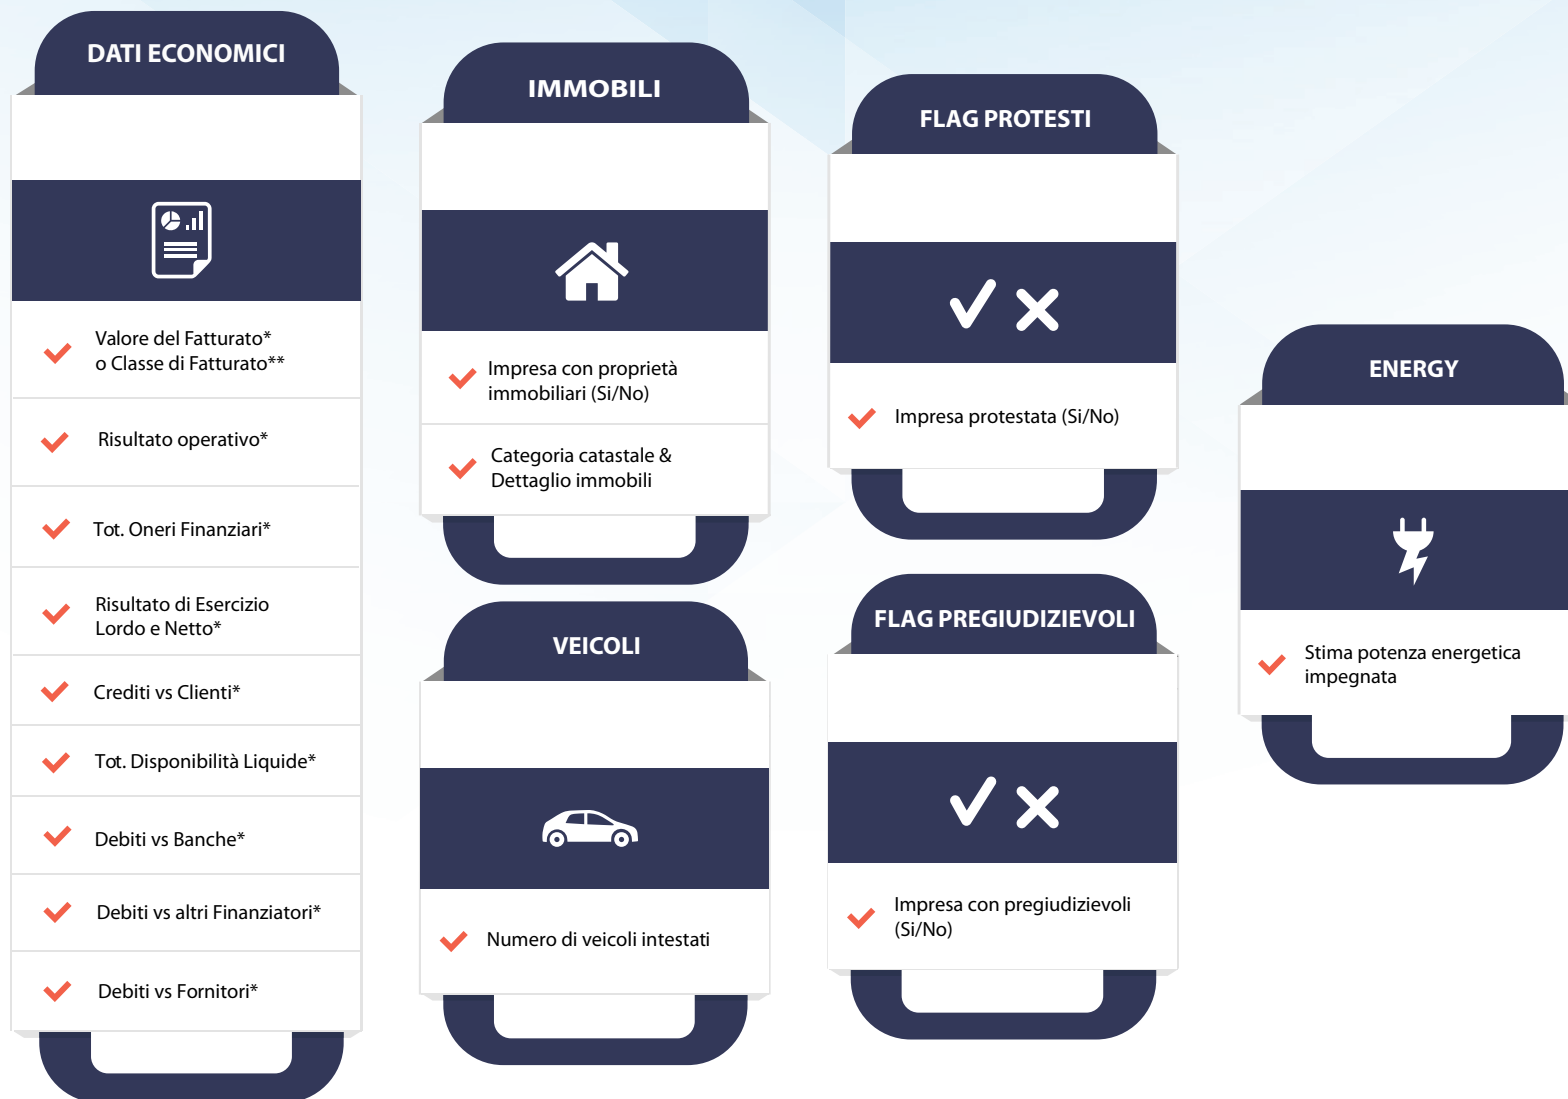 DATI ECONOMICI
Valore del Fatturato*
o Classe di Fatturato**
Risultato operativo*
Tot. Oneri Finanziari*
Risultato di Esercizio
Lordo e Netto*
Crediti vs Clienti*
Tot. Disponibilità Liquide*
Debiti vs Banche*
Debiti vs altri Finanziatori*
Debiti vs Fornitori*
IMMOBILI
Impresa con proprietà
immobiliari (Si/No)
Categoria catastale &
Dettaglio immobili
VEICOLI
Numero di veicoli intestati
FLAG PROTESTI
Impresa protestata (Si/No)
FLAG PREGIUDIZIEVOLI
Impresa con pregiudizievoli
(Si/No)
ENERGY
Stima potenza energetica
impegnata